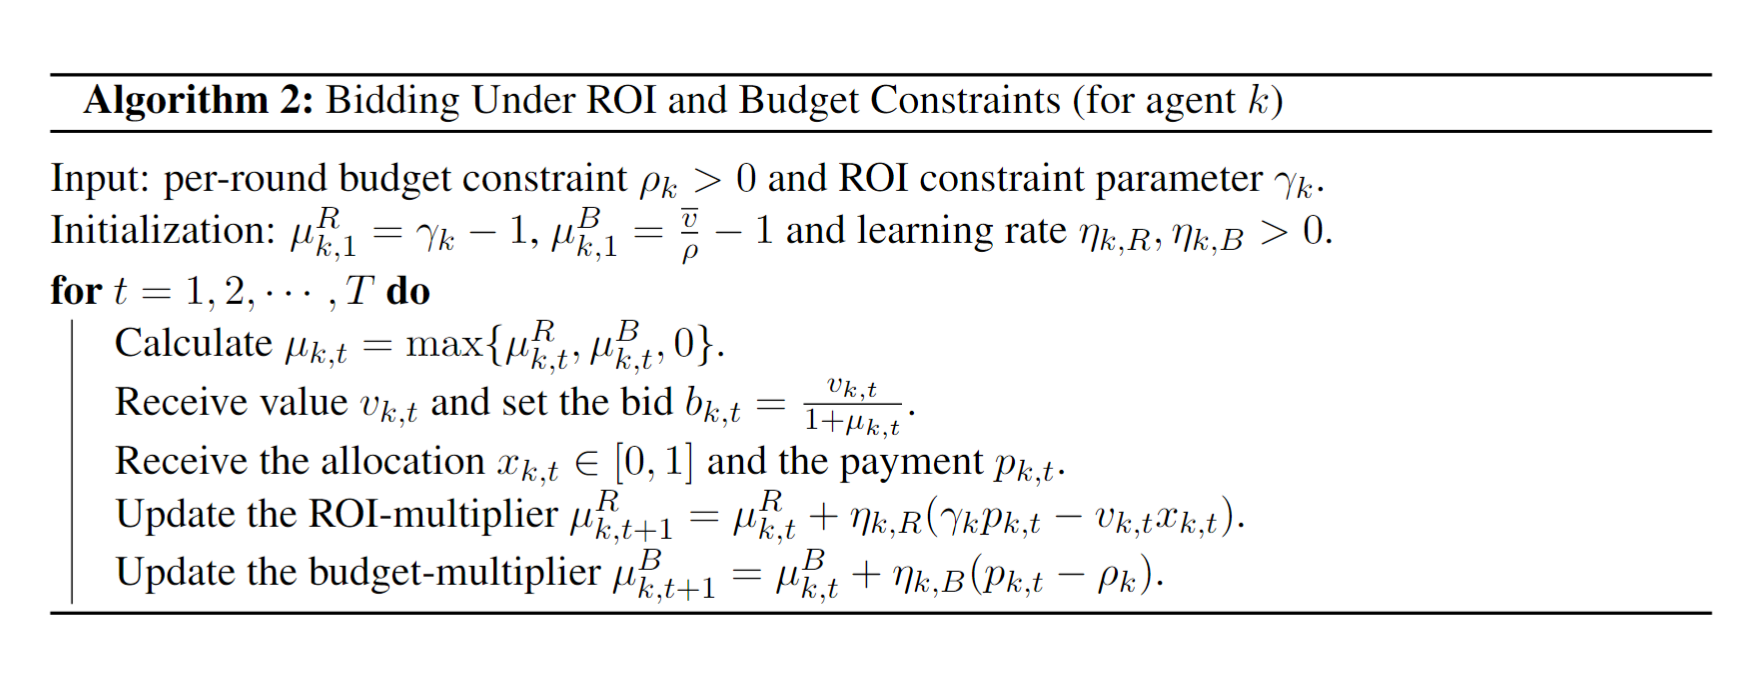 Algorithm 2: Bidding Under ROI and Budget Constraints (for agent $k$)
Input: per-round budget constraint $\rho_k > 0$ and ROI constraint parameter $\gamma_k$.
Initialization: $\mu_{k,1}^R = \gamma_k - 1, \mu_{k,1}^B = \frac{\overline{v}}{\rho} - 1$ and learning rate $\eta_{k,R}, \eta_{k,B} > 0$.
for $t = 1, 2, \cdots, T$ do
Calculate $\mu_{k,t} = \max\{\mu_{k,t}^R, \mu_{k,t}^B, 0\}$.
Receive value $v_{k,t}$ and set the bid $b_{k,t} = \frac{v_{k,t}}{1+\mu_{k,t}}$.
Receive the allocation $x_{k,t} \in [0, 1]$ and the payment $p_{k,t}$.
Update the ROI-multiplier $\mu_{k,t+1}^R = \mu_{k,t}^R + \eta_{k,R}(\gamma_k p_{k,t} - v_{k,t} x_{k,t})$.
Update the budget-multiplier $\mu_{k,t+1}^B = \mu_{k,t}^B + \eta_{k,B}(p_{k,t} - \rho_k)$.